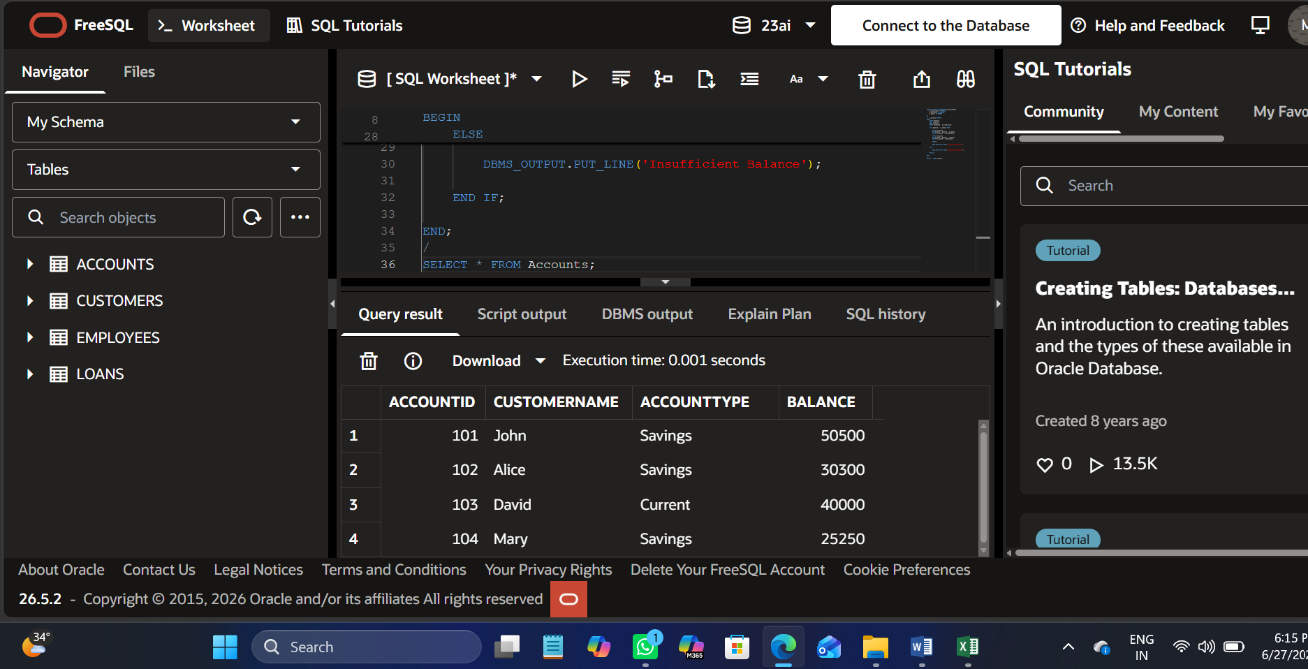 FreeSQL
>_ Worksheet
SQL Tutorials
23ai
Connect to the Database
Help and Feedback
Navigator
Files
My Schema
Tables
Search objects
ACCOUNTS
CUSTOMERS
EMPLOYEES
LOANS
[ SQL Worksheet ]*
Aa
8 BEGIN
28 ELSE
29
30 DBMS_OUTPUT.PUT_LINE('Insufficient Balance');
31
32 END IF;
33
34 END;
35 /
36 SELECT * FROM Accounts;
Query result Script output DBMS output Explain Plan SQL history
Download Execution time: 0.001 seconds
ACCOUNTID CUSTOMERNAME ACCOUNTTYPE BALANCE
1 101 John Savings 50500
2 102 Alice Savings 30300
3 103 David Current 40000
4 104 Mary Savings 25250
SQL Tutorials
Community My Content My Favo
Search
Tutorial
Creating Tables: Databases...
An introduction to creating tables
and the types of these available in
Oracle Database.
Created 8 years ago
0 13.5K
Tutorial
About Oracle Contact Us Legal Notices Terms and Conditions Your Privacy Rights Delete Your FreeSQL Account Cookie Preferences
26.5.2 - Copyright © 2015, 2026 Oracle and/or its affiliates All rights reserved
34°
Search
1
M365
ENG
IN
6:15 P
6/27/20